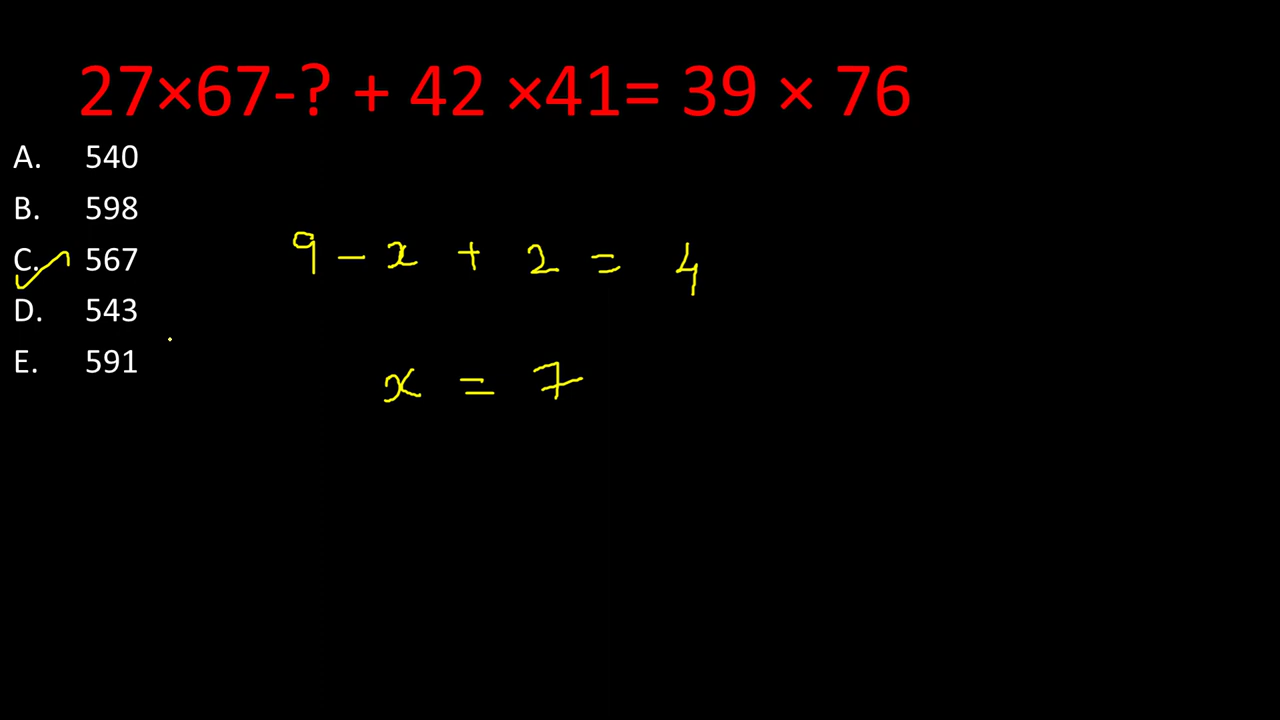 27×67-? + 42 ×41= 39 × 76
A. 540
B. 598
C. 567
D. 543
E. 591
9 - x + 2 = 4
x = 7